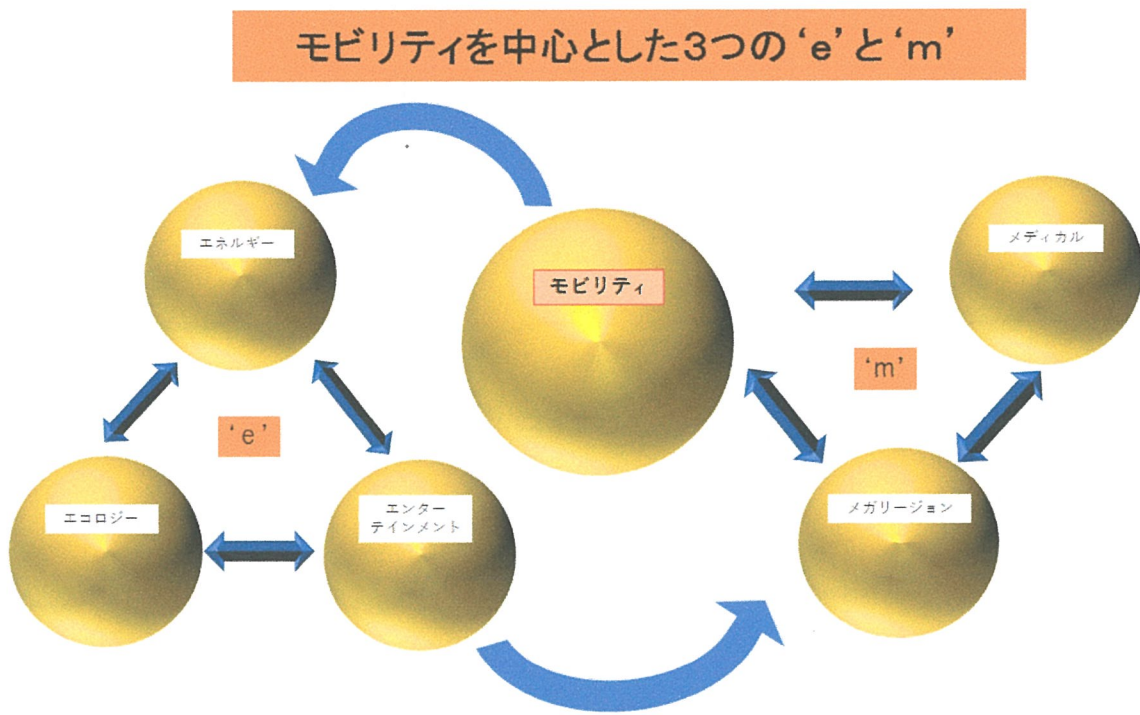 モビリティを中心とした3つの‘e’と‘m’
エネルギー
モビリティ
メディカル
‘m’
‘e’
エコロジー
エンター
テインメント
メガリージョン